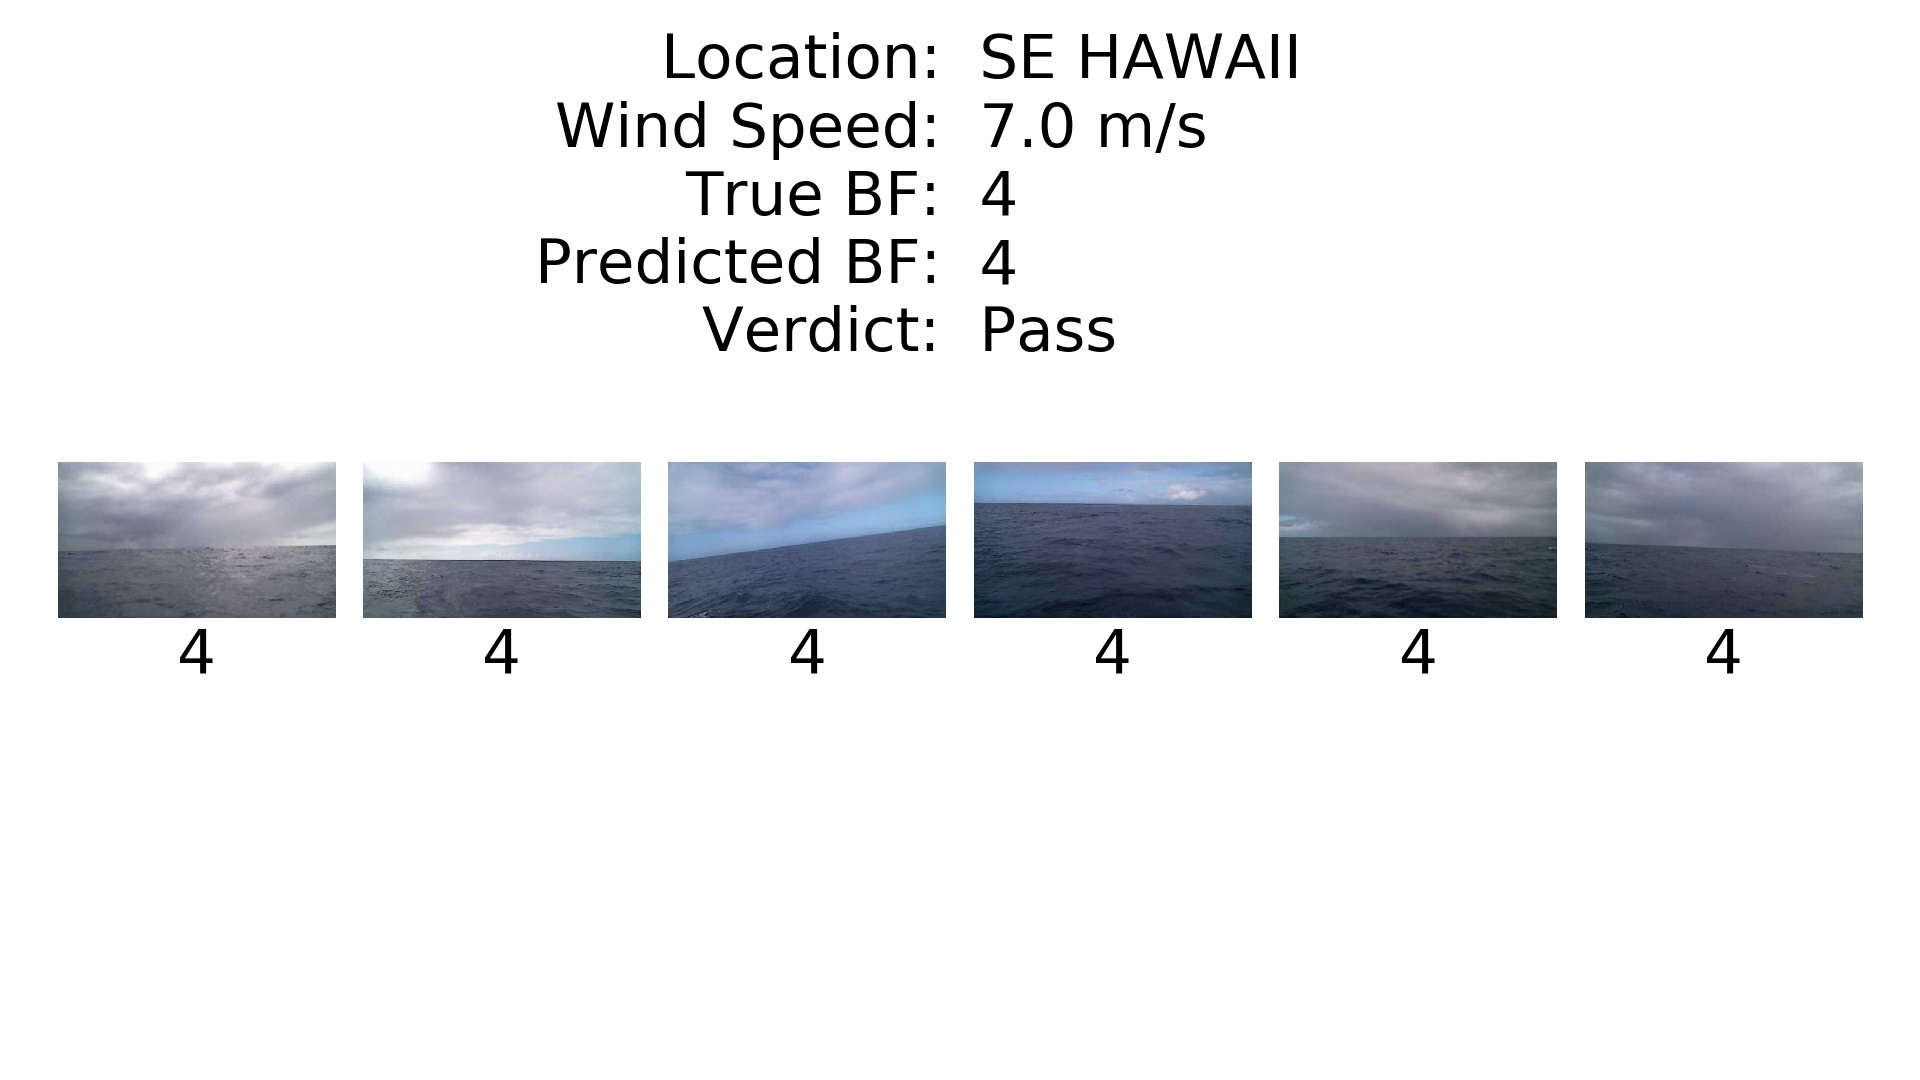 Location: SE HAWAII
Wind Speed: 7.0 m/s
True BF: 4
Predicted BF: 4
Verdict: Pass
4 4 4 4 4 4